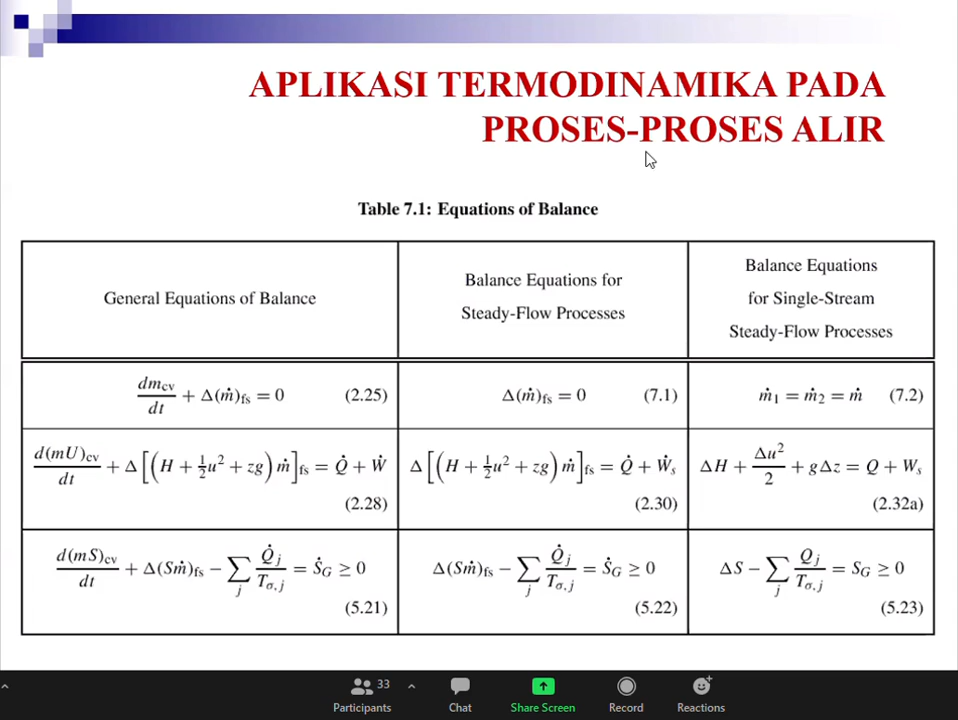 APLIKASI TERMODINAMIKA PADA
PROSES-PROSES ALIR
Table 7.1: Equations of Balance
General Equations of Balance
Balance Equations for
Steady-Flow Processes
Balance Equations
for Single-Stream
Steady-Flow Processes
dm_cv/dt + Δ(ṁ)_fs = 0 (2.25)
Δ(ṁ)_fs = 0 (7.1)
ṁ₁ = ṁ₂ = ṁ (7.2)
d(mU)_cv/dt + Δ[(H + ½u² + zg) ṁ]_fs = Q̇ + Ẇ
(2.28)
Δ[(H + ½u² + zg) ṁ]_fs = Q̇ + Ẇ_s
(2.30)
ΔH + Δu²/2 + gΔz = Q + W_s
(2.32a)
d(mS)_cv/dt + Δ(Sṁ)_fs − ∑_j Q̇_j/T_σ,j = Ṡ_G ≥ 0
(5.21)
Δ(Sṁ)_fs − ∑_j Q̇_j/T_σ,j = Ṡ_G ≥ 0
(5.22)
ΔS − ∑_j Q_j/T_σ,j = S_G ≥ 0
(5.23)
33
Participants
Chat
Share Screen
Record
Reactions